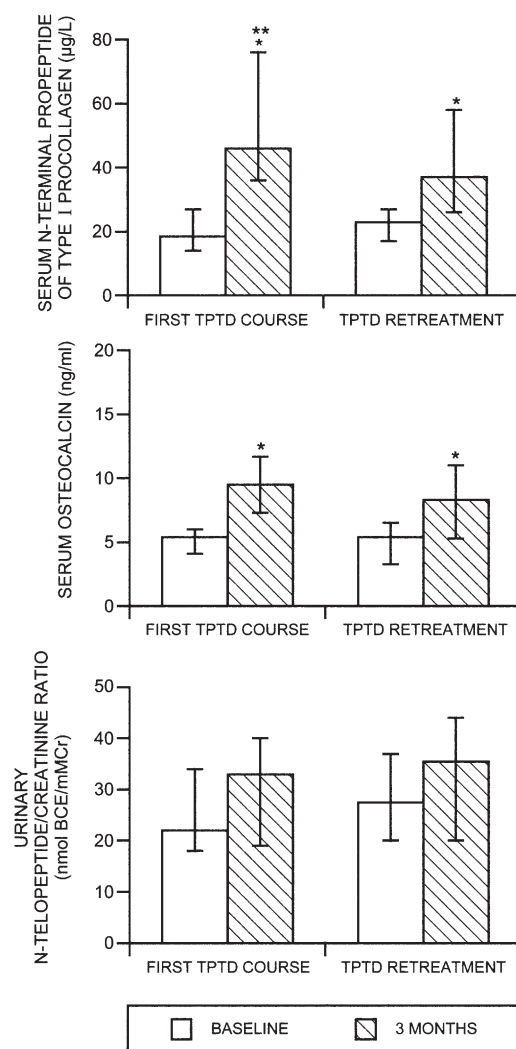 SERUM N-TERMINAL PROPEPTIDE
OF TYPE I PROCOLLAGEN (µg/L)
80
60
40
20
0
**
*
*
FIRST TPTD COURSE
TPTD RETREATMENT
SERUM OSTEOCALCIN (ng/ml)
20
15
10
5
0
*
*
FIRST TPTD COURSE
TPTD RETREATMENT
URINARY
N-TELOPEPTIDE/CREATININE RATIO
(nmol BCE/mMCr)
50
40
30
20
10
0
FIRST TPTD COURSE
TPTD RETREATMENT
BASELINE
3 MONTHS